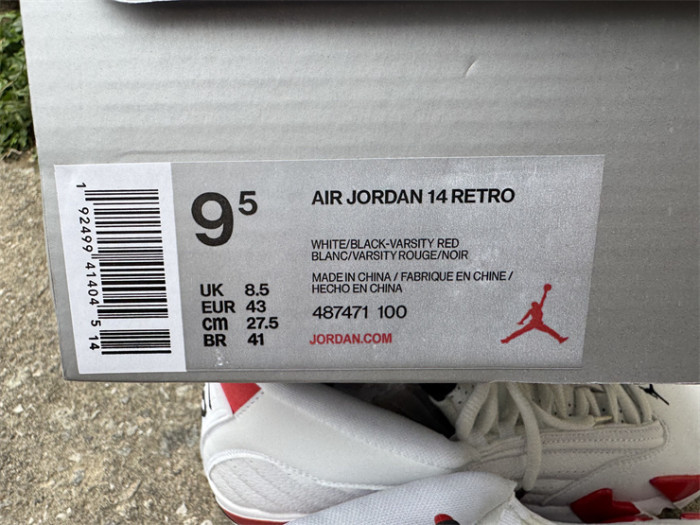 1 92499 41404 5 14
9⁵
UK 8.5
EUR 43
cm 27.5
BR 41
AIR JORDAN 14 RETRO
WHITE/BLACK-VARSITY RED
BLANC/VARSITY ROUGE/NOIR
MADE IN CHINA / FABRIQUE EN CHINE /
HECHO EN CHINA
487471 100
JORDAN.COM